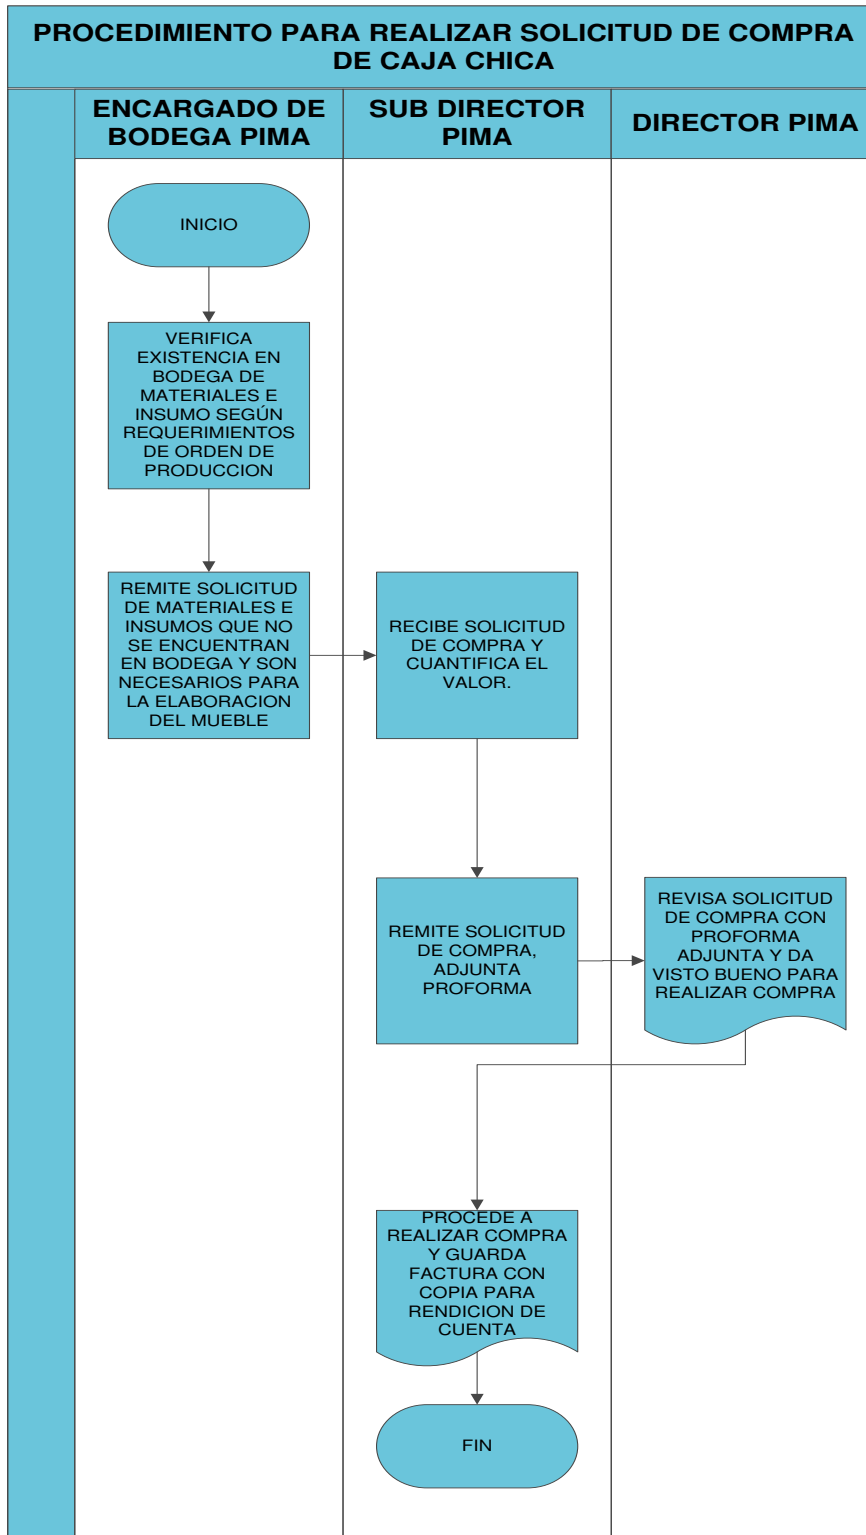 PROCEDIMIENTO PARA REALIZAR SOLICITUD DE COMPRA
DE CAJA CHICA
ENCARGADO DE
BODEGA PIMA
SUB DIRECTOR
PIMA
DIRECTOR PIMA
INICIO
VERIFICA
EXISTENCIA EN
BODEGA DE
MATERIALES E
INSUMO SEGÚN
REQUERIMIENTOS
DE ORDEN DE
PRODUCCION
REMITE SOLICITUD
DE MATERIALES E
INSUMOS QUE NO
SE ENCUENTRAN
EN BODEGA Y SON
NECESARIOS PARA
LA ELABORACION
DEL MUEBLE
RECIBE SOLICITUD
DE COMPRA Y
CUANTIFICA EL
VALOR.
REMITE SOLICITUD
DE COMPRA,
ADJUNTA
PROFORMA
REVISA SOLICITUD
DE COMPRA CON
PROFORMA
ADJUNTA Y DA
VISTO BUENO PARA
REALIZAR COMPRA
PROCEDE A
REALIZAR COMPRA
Y GUARDA
FACTURA CON
COPIA PARA
RENDICION DE
CUENTA
FIN